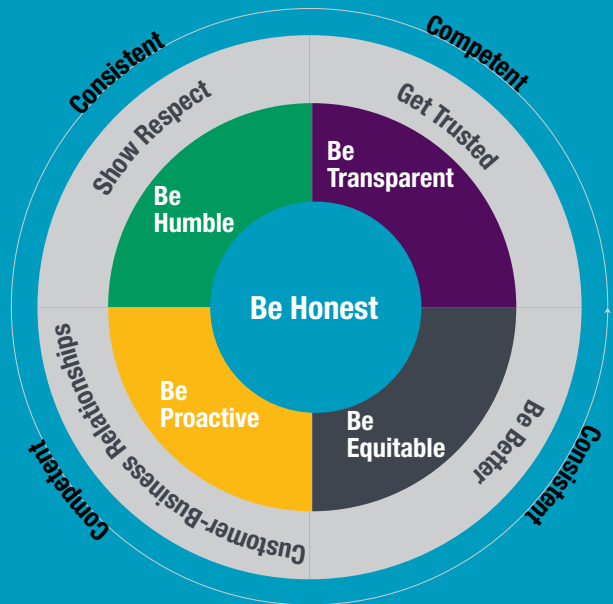 Consistent
Competent
Show Respect
Get Trusted
Be
Transparent
Be
Humble
Be Honest
Be
Proactive
Be
Equitable
Customer-Business Relationships
Be Better
Competent
Consistent